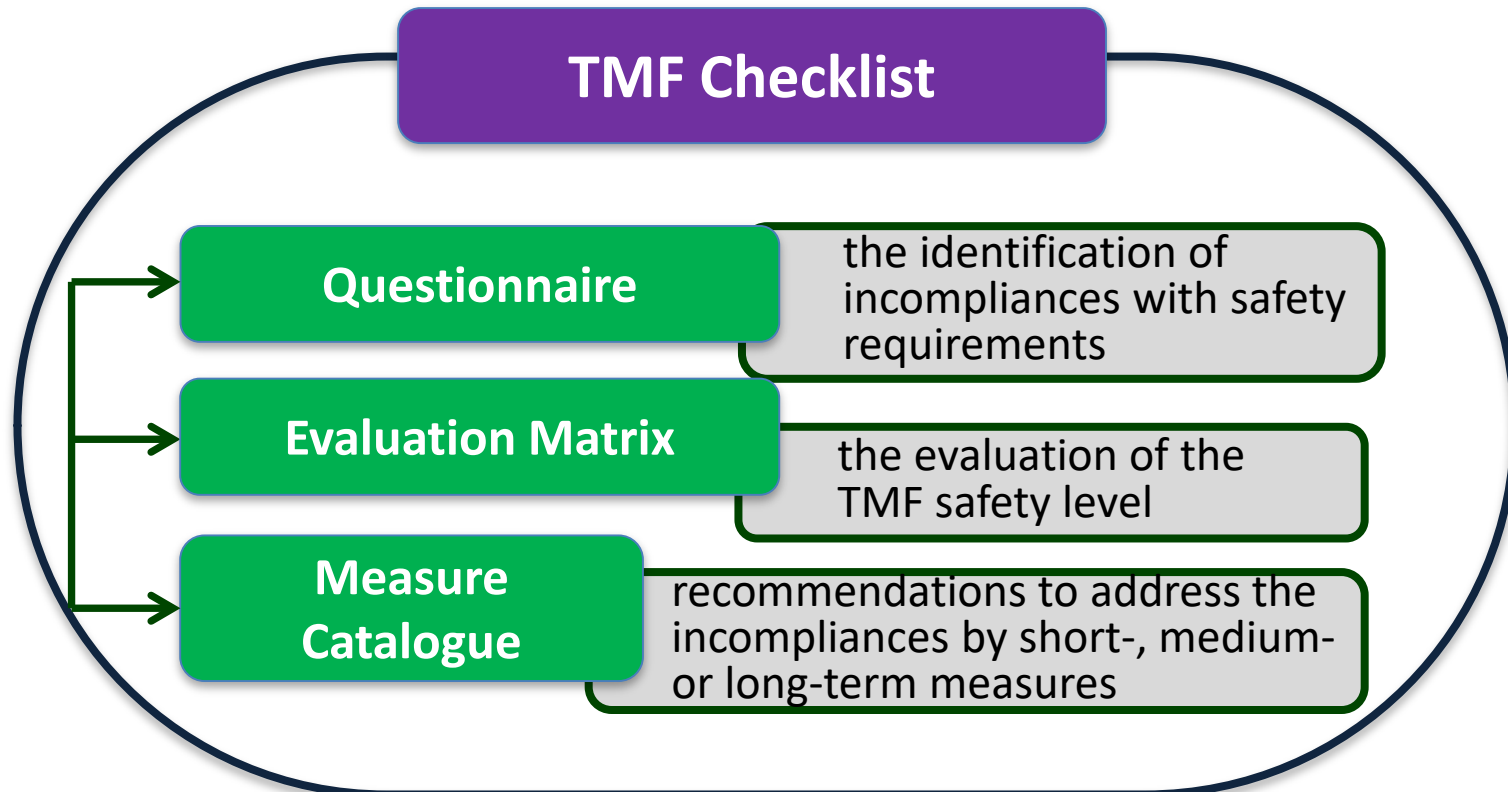 TMF Checklist
Questionnaire
the identification of
incompliances with safety
requirements
Evaluation Matrix
the evaluation of the
TMF safety level
Measure
Catalogue
recommendations to address the
incompliances by short-, medium-
or long-term measures